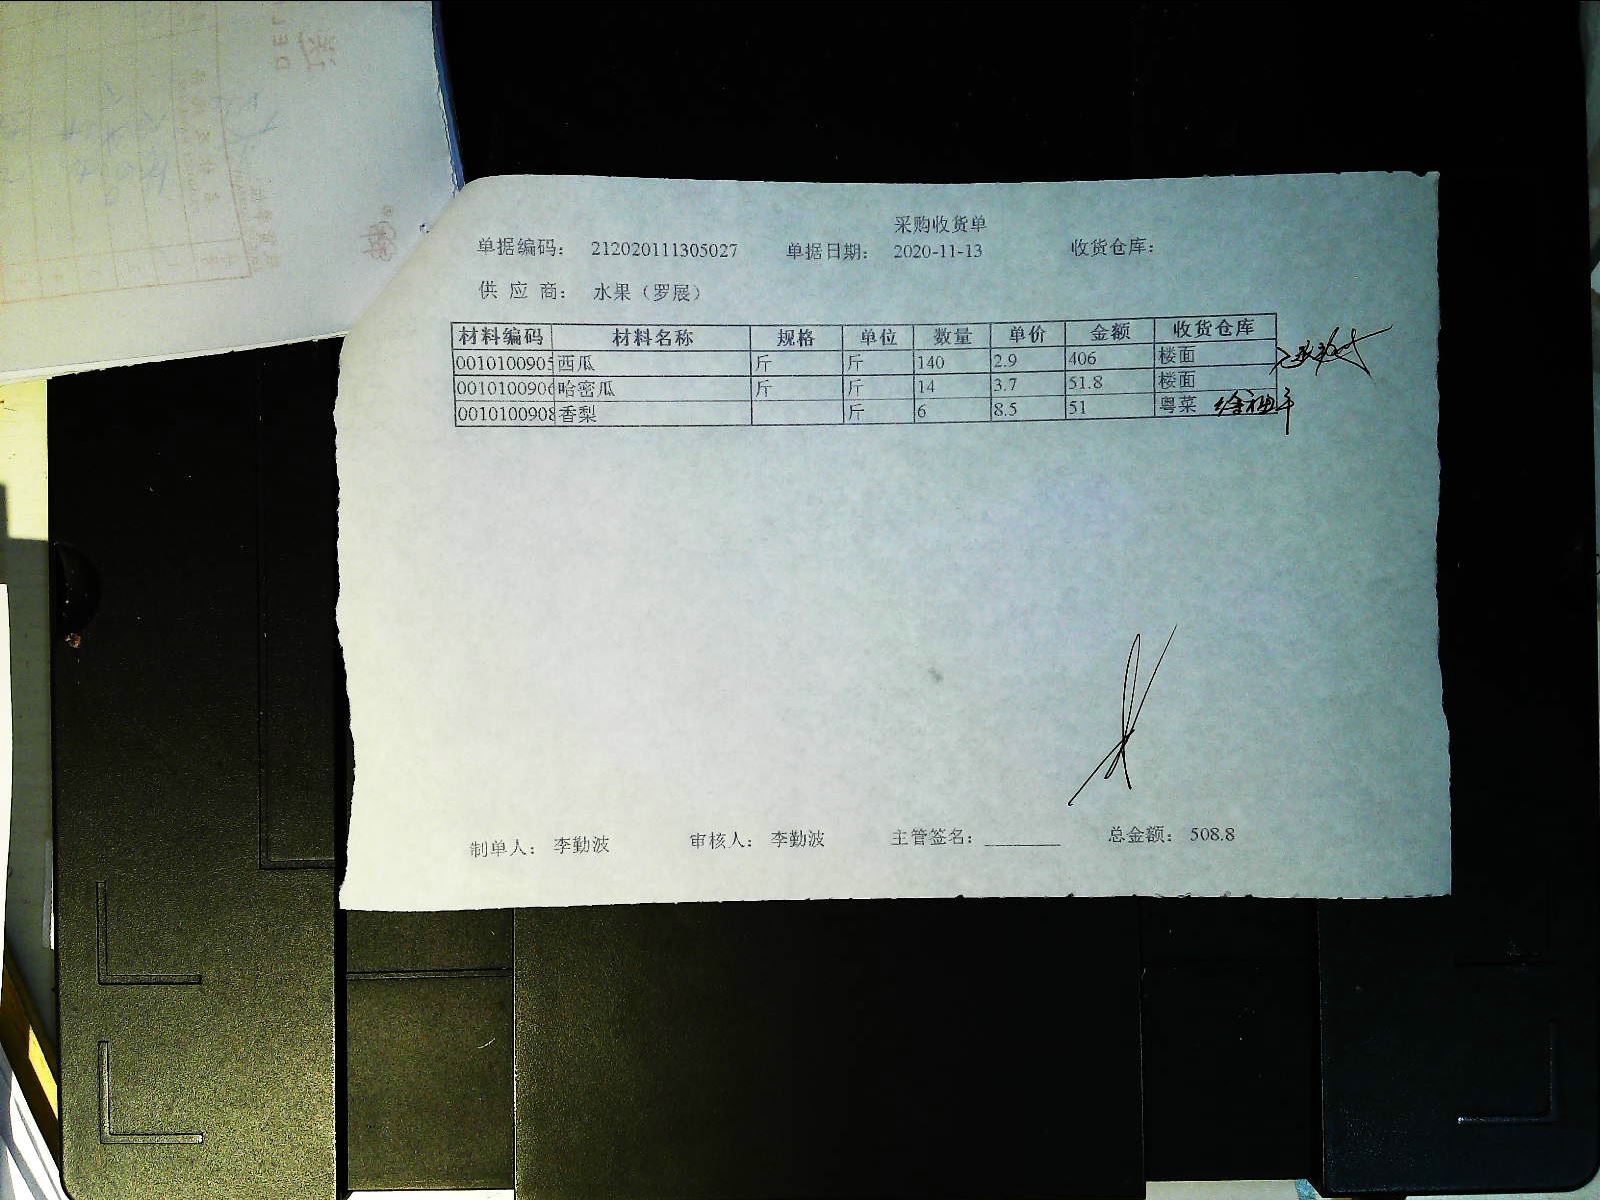 采购收货单
单据编码： 212020111305027 单据日期： 2020-11-13 收货仓库：
供 应 商： 水果（罗展）
材料编码 材料名称 规格 单位 数量 单价 金额 收货仓库
0010100905 西瓜 斤 斤 140 2.9 406 楼面
0010100906 哈密瓜 斤 斤 14 3.7 51.8 楼面
0010100908 香梨 斤 6 8.5 51 粤菜
制单人： 李勤波 审核人： 李勤波 主管签名：________ 总金额： 508.8